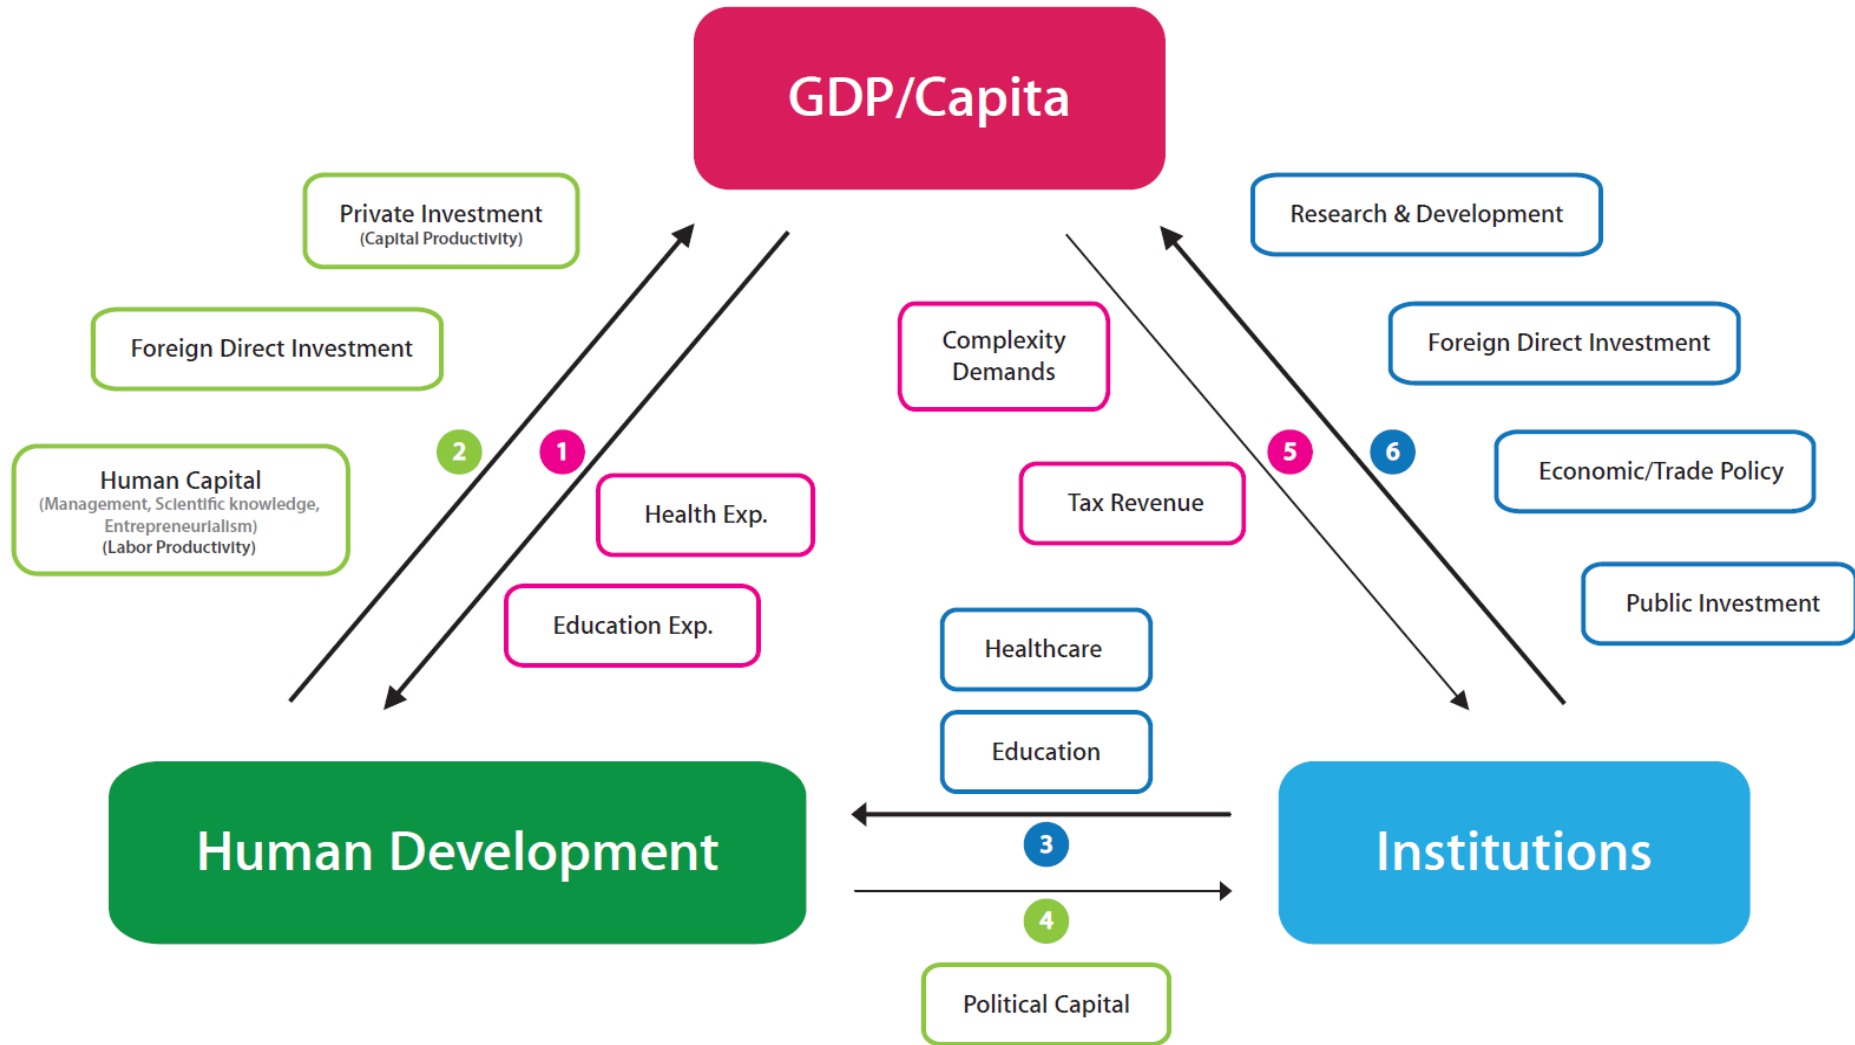 GDP/Capita
Private Investment
(Capital Productivity)
Research & Development
Foreign Direct Investment
Complexity
Demands
Foreign Direct Investment
2
1
5
6
Human Capital
(Management, Scientific knowledge,
Entrepreneurialism)
(Labor Productivity)
Health Exp.
Tax Revenue
Economic/Trade Policy
Education Exp.
Healthcare
Public Investment
Education
Human Development
3
Institutions
4
Political Capital